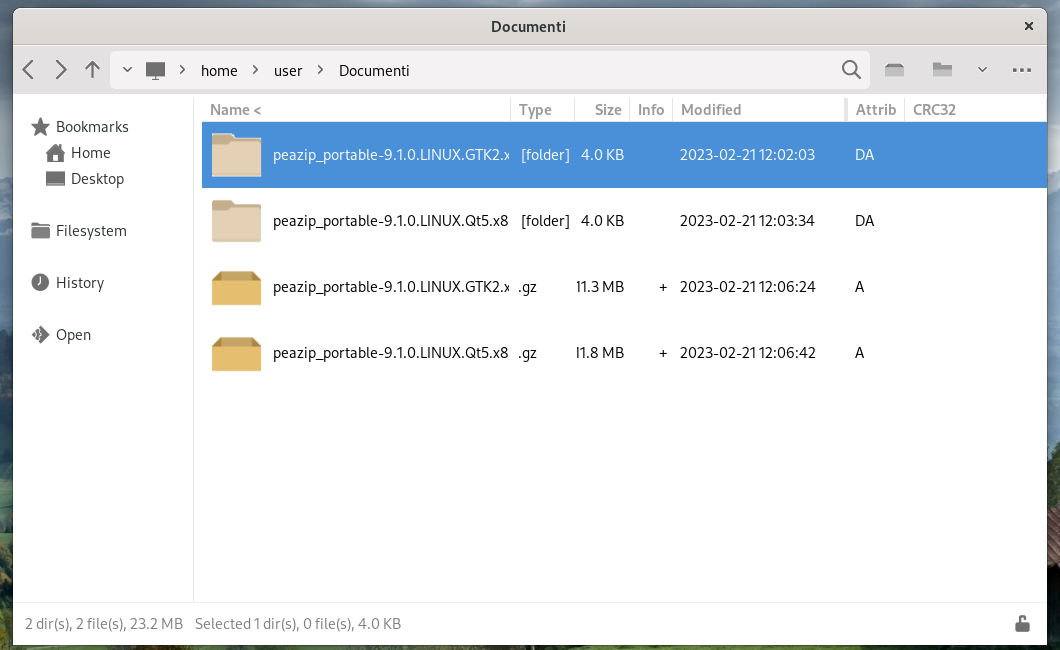 Documenti
home user Documenti
Name < Type Size Info Modified Attrib CRC32
Bookmarks
Home
Desktop
Filesystem
History
Open
peazip_portable-9.1.0.LINUX.GTK2.x [folder] 4.0 KB 2023-02-21 12:02:03 DA
peazip_portable-9.1.0.LINUX.Qt5.x8 [folder] 4.0 KB 2023-02-21 12:03:34 DA
peazip_portable-9.1.0.LINUX.GTK2.x .gz 11.3 MB + 2023-02-21 12:06:24 A
peazip_portable-9.1.0.LINUX.Qt5.x8 .gz 11.8 MB + 2023-02-21 12:06:42 A
2 dir(s), 2 file(s), 23.2 MB Selected 1 dir(s), 0 file(s), 4.0 KB